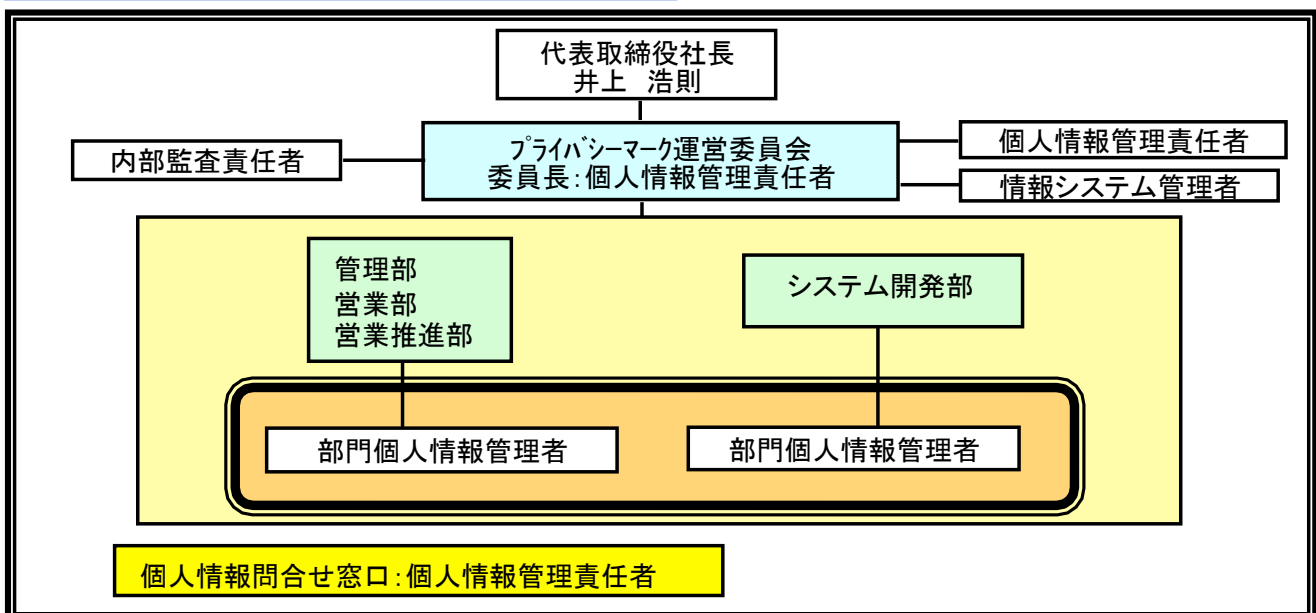 代表取締役社長
井上　浩則
内部監査責任者
ﾌﾟﾗｲﾊﾞｼｰﾏｰｸ運営委員会
委員長：個人情報管理責任者
個人情報管理責任者
情報システム管理者
管理部
営業部
営業推進部
システム開発部
部門個人情報管理者
部門個人情報管理者
個人情報問合せ窓口：個人情報管理責任者